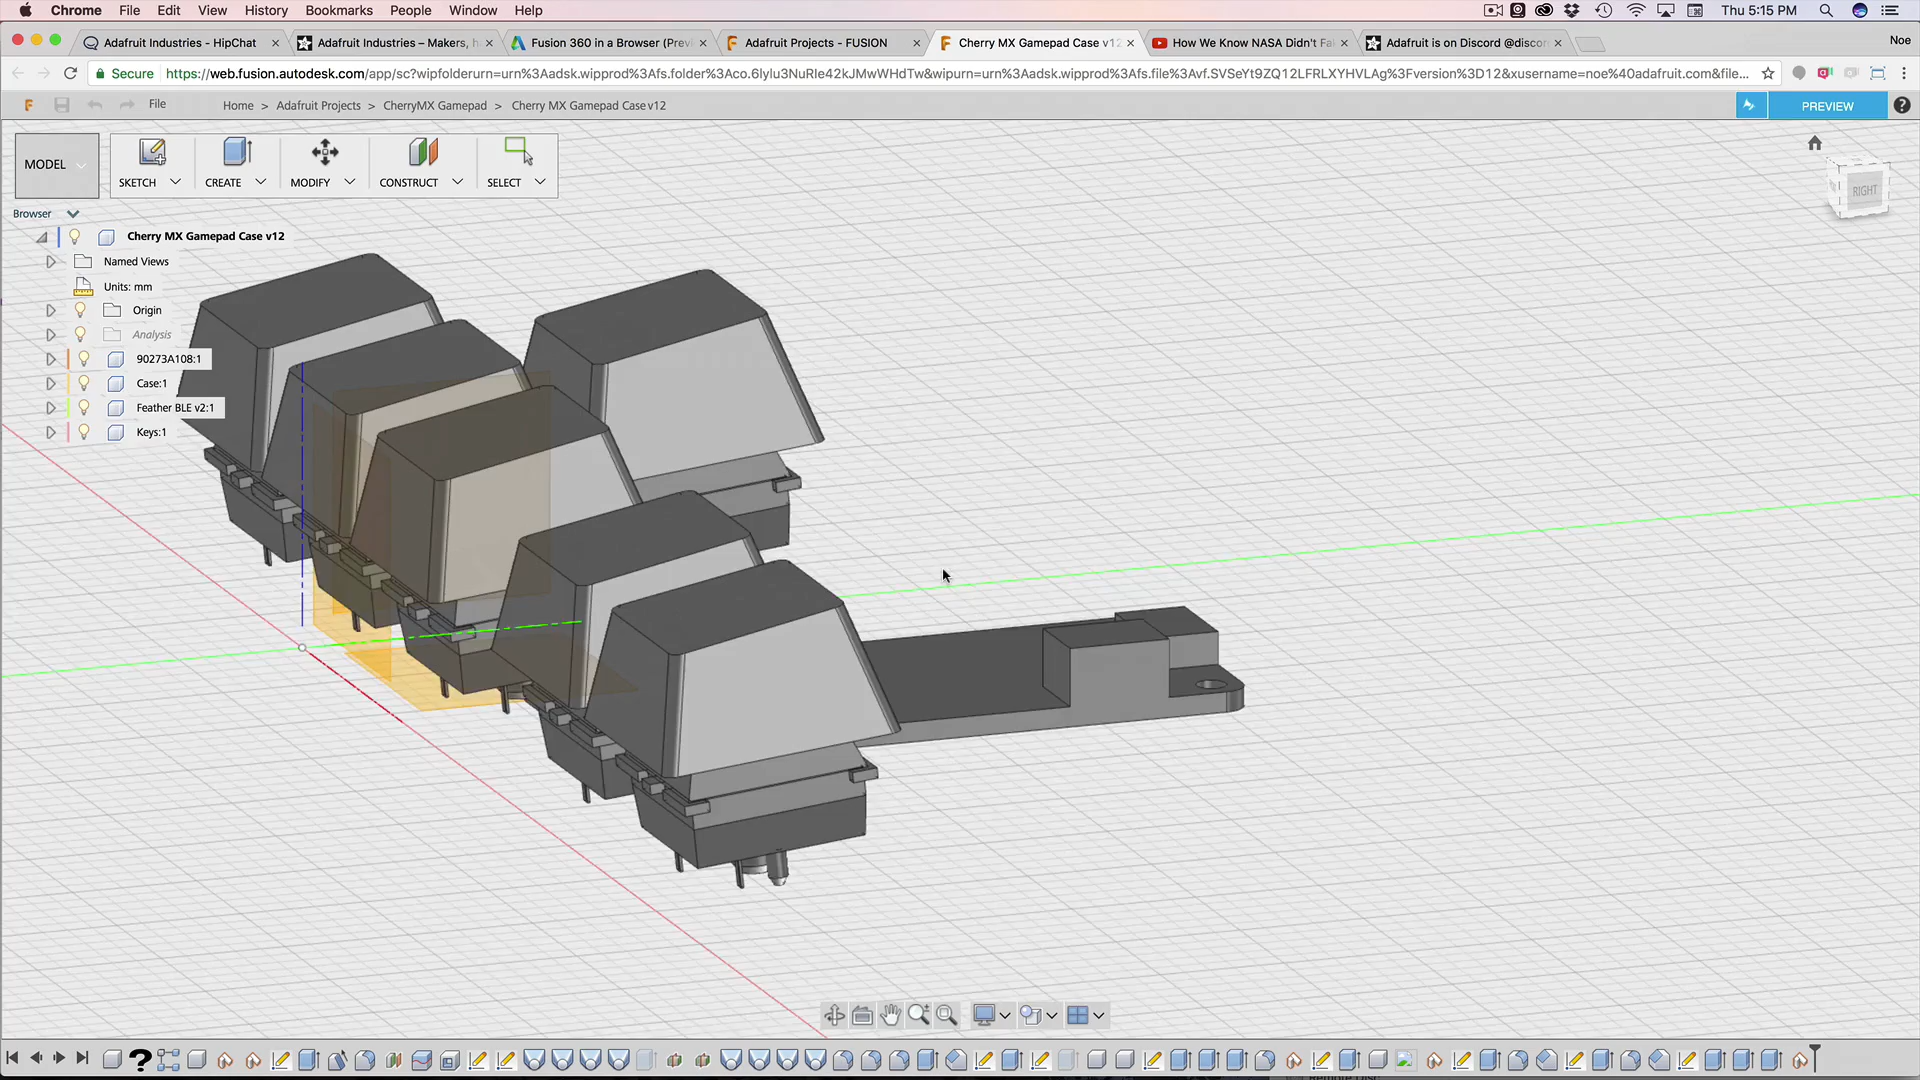 Chrome File Edit View History Bookmarks People Window Help Thu 5:15 PM
Adafruit Industries - HipChat
Adafruit Industries – Makers, h
Fusion 360 in a Browser (Prev
Adafruit Projects - FUSION
Cherry MX Gamepad Case v12
How We Know NASA Didn't Fa
Adafruit is on Discord @discor
Noe
Secure https://web.fusion.autodesk.com/app/sc?wipfolderurn=urn%3Aadsk.wipprod%3Afs.folder%3Aco.6lylu3NuRIe42kJMwWHdTw&wipurn=urn%3Aadsk.wipprod%3Afs.file%3Avf.SVSeYt9ZQ12LFRLXYHVLAg%3Fversion%3D12&xusername=noe%40adafruit.com&file...
File Home > Adafruit Projects > CherryMX Gamepad > Cherry MX Gamepad Case v12 PREVIEW ?
MODEL
SKETCH CREATE MODIFY CONSTRUCT SELECT
RIGHT
Browser
Cherry MX Gamepad Case v12
Named Views
Units: mm
Origin
Analysis
90273A108:1
Case:1
Feather BLE v2:1
Keys:1